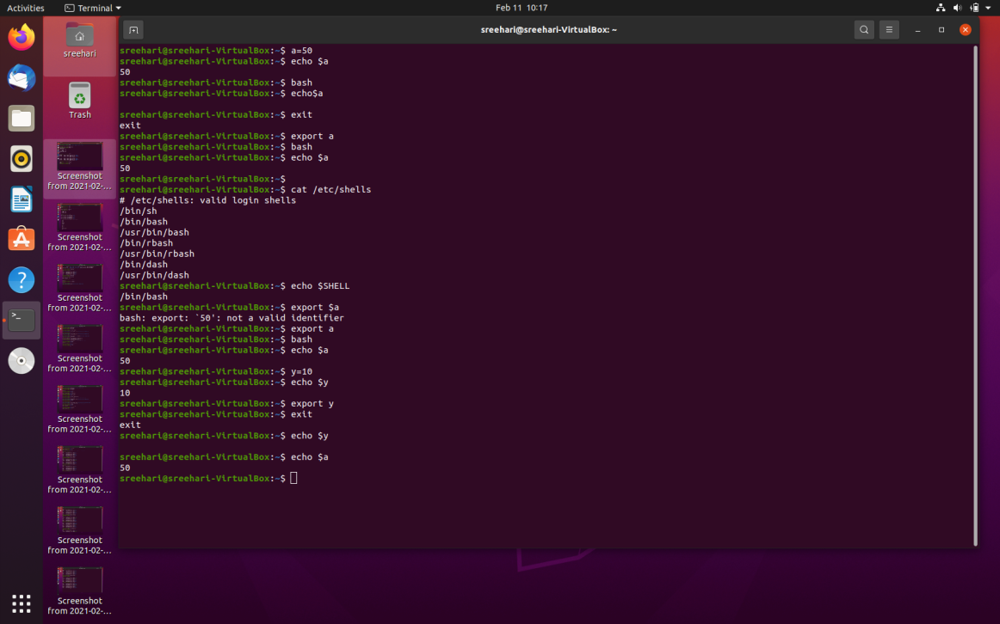 Activities
Terminal
Feb 11 10:17
sreehari@sreehari-VirtualBox: ~
sreehari
Trash
Screenshot
from 2021-02-...
Screenshot
from 2021-02-...
Screenshot
from 2021-02-...
Screenshot
from 2021-02-...
Screenshot
from 2021-02-...
Screenshot
from 2021-02-...
Screenshot
from 2021-02-...
Screenshot
from 2021-02-...
sreehari@sreehari-VirtualBox:~$ a=50
sreehari@sreehari-VirtualBox:~$ echo $a
50
sreehari@sreehari-VirtualBox:~$ bash
sreehari@sreehari-VirtualBox:~$ echo$a
sreehari@sreehari-VirtualBox:~$ exit
exit
sreehari@sreehari-VirtualBox:~$ export a
sreehari@sreehari-VirtualBox:~$ bash
sreehari@sreehari-VirtualBox:~$ echo $a
50
sreehari@sreehari-VirtualBox:~$
sreehari@sreehari-VirtualBox:~$ cat /etc/shells
# /etc/shells: valid login shells
/bin/sh
/bin/bash
/usr/bin/bash
/bin/rbash
/usr/bin/rbash
/bin/dash
/usr/bin/dash
sreehari@sreehari-VirtualBox:~$ echo $SHELL
/bin/bash
sreehari@sreehari-VirtualBox:~$ export $a
bash: export: `50': not a valid identifier
sreehari@sreehari-VirtualBox:~$ export a
sreehari@sreehari-VirtualBox:~$ bash
sreehari@sreehari-VirtualBox:~$ echo $a
50
sreehari@sreehari-VirtualBox:~$ y=10
sreehari@sreehari-VirtualBox:~$ echo $y
10
sreehari@sreehari-VirtualBox:~$ export y
sreehari@sreehari-VirtualBox:~$ exit
exit
sreehari@sreehari-VirtualBox:~$ echo $y
sreehari@sreehari-VirtualBox:~$ echo $a
50
sreehari@sreehari-VirtualBox:~$